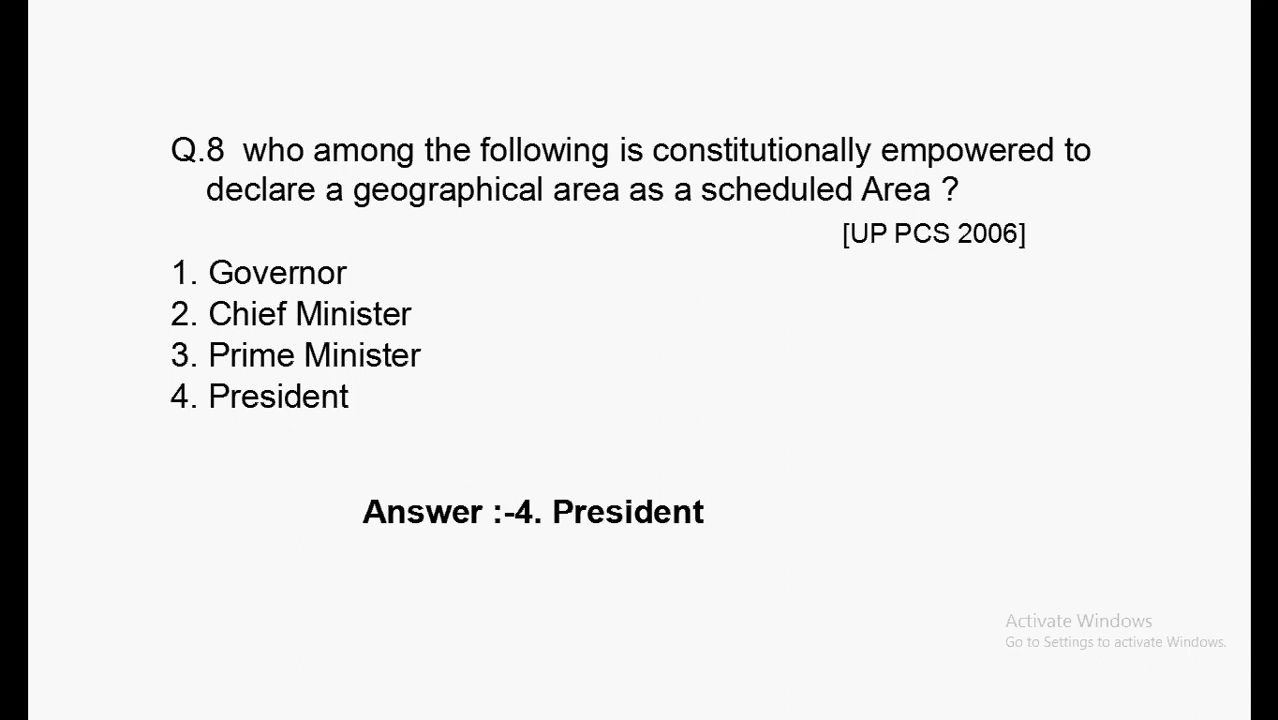 Q.8 who among the following is constitutionally empowered to
declare a geographical area as a scheduled Area ?
[UP PCS 2006]
1. Governor
2. Chief Minister
3. Prime Minister
4. President
Answer :-4. President
Activate Windows
Go to Settings to activate Windows.